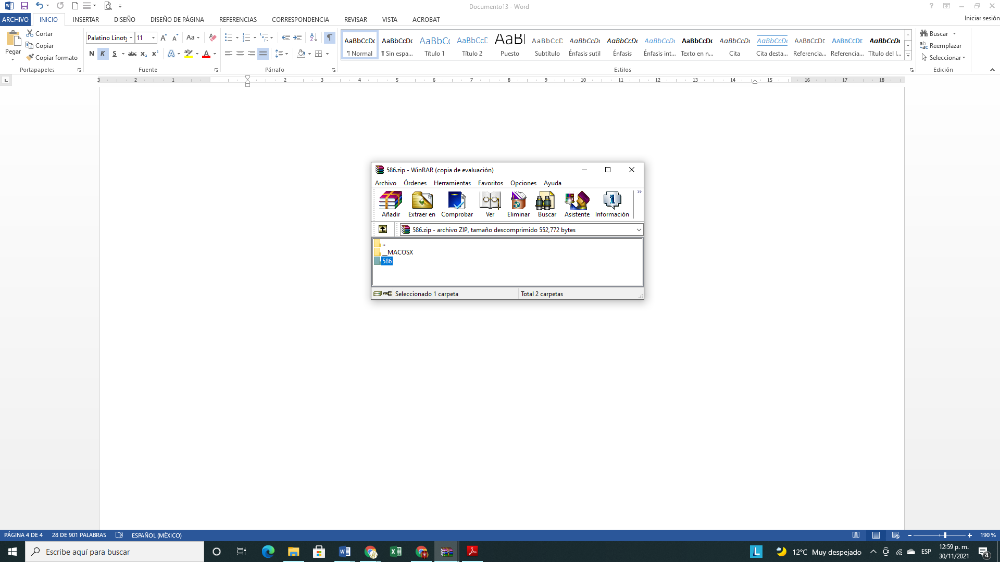 Documento13 - Word
ARCHIVO INICIO INSERTAR DISEÑO DISEÑO DE PÁGINA REFERENCIAS CORRESPONDENCIA REVISAR VISTA ACROBAT Iniciar sesión
Pegar
Cortar
Copiar
Copiar formato
Portapapeles
Palatino Linoty 11
N K S abc x₂ x²
Fuente
Párrafo
AaBbCcDc AaBbCcDc AaBbCc AaBbCcD AaBl AaBbCcD AaBbCcDc AaBbCcDc AaBbCcDc AaBbCcDc AaBbCcDc AaBbCcDc AaBbCcDd AaBbCcDd AaBbCcDc
¶ Normal ¶ Sin espa... Título 1 Título 2 Puesto Subtítulo Énfasis sutil Énfasis Énfasis int... Texto en n... Cita Cita desta... Referencia... Referencia... Título del l...
Estilos
Buscar
Reemplazar
Seleccionar
Edición
3 2 1 2 3 4 5 6 7 8 9 10 11 12 13 14 15 16 17 18
586.zip - WinRAR (copia de evaluación)
Archivo Órdenes Herramientas Favoritos Opciones Ayuda
Añadir Extraer en Comprobar Ver Eliminar Buscar Asistente Información
586.zip - archivo ZIP, tamaño descomprimido 552,772 bytes
..
__MACOSX
586
Seleccionado 1 carpeta Total 2 carpetas
PÁGINA 4 DE 4 28 DE 901 PALABRAS ESPAÑOL (MÉXICO) 190 %
Escribe aquí para buscar
12°C Muy despejado
ESP
12:59 p. m.
30/11/2021
4